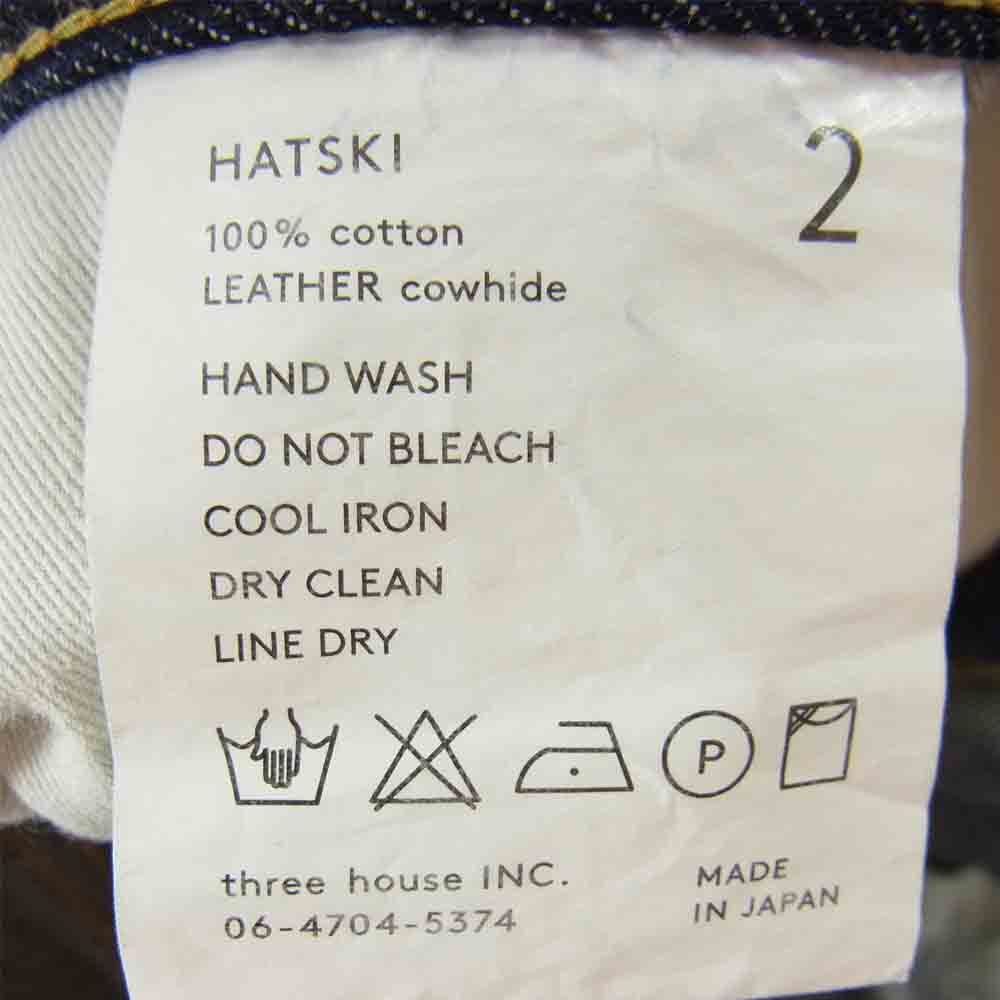 HATSKI
2
100% cotton
LEATHER cowhide
HAND WASH
DO NOT BLEACH
COOL IRON
DRY CLEAN
LINE DRY
P
three house INC.
06-4704-5374
MADE
IN JAPAN